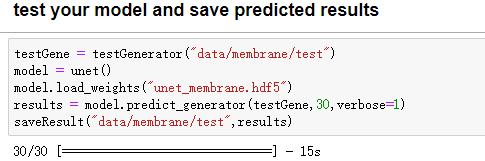 test your model and save predicted results
testGene = testGenerator("data/membrane/test")
model = unet()
model.load_weights("unet_membrane.hdf5")
results = model.predict_generator(testGene,30,verbose=1)
saveResult("data/membrane/test",results)
30/30 [==============================] - 15s